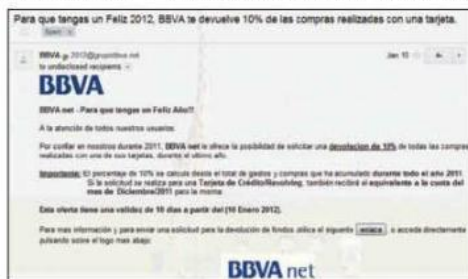 Para que tengas un Feliz 2012, BBVA te devuelve 10% de las compras realizadas con una tarjeta.
BBVA
to undisclosed recipients
Jan 10
BBVA
BBVA net - Para que tengas un Feliz Año!!!
A la atención de todos nuestros usuarios:
Por confiar en nosotros durante 2011, BBVA net le ofrece la posibilidad de solicitar una devolucion de 10% de todas las compras
realizadas con una de sus tarjetas, durante el ultimo año.
Importante: El porcentaje de 10% se calcula desde el total de gastos y compras que ha acumulado durante todo el año 2011.
Si la solicitud se realiza para una Tarjeta de Crédito/Revolving, también recibirá el equivalente a la cuota del
mes de Diciembre/2011 para la misma
Esta oferta tiene una validez de 10 dias a partir del (10 Enero 2012).
Para mas información y para enviar una solicitud para la devolución de fondos utilice el siguiente enlace, o acceda directamente
pulsando sobre el logo mas abajo:
BBVA net